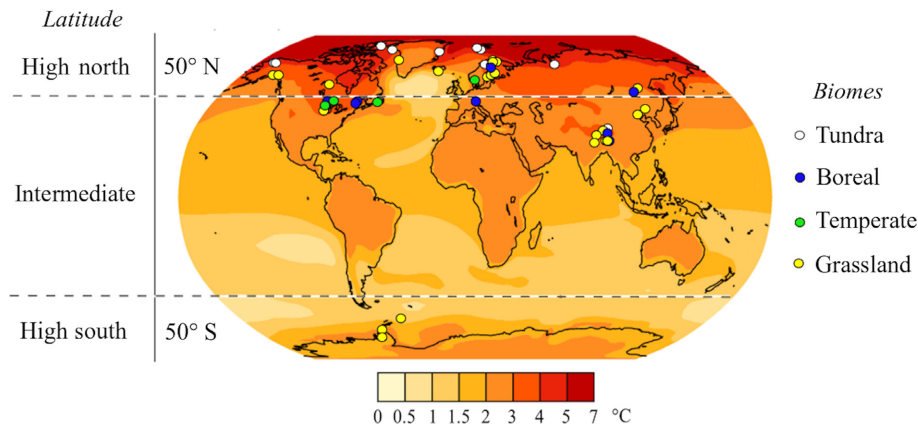 Latitude
High north
50° N
Intermediate
High south
50° S
Biomes
Tundra
Boreal
Temperate
Grassland
0 0.5 1 1.5 2 3 4 5 7 °C